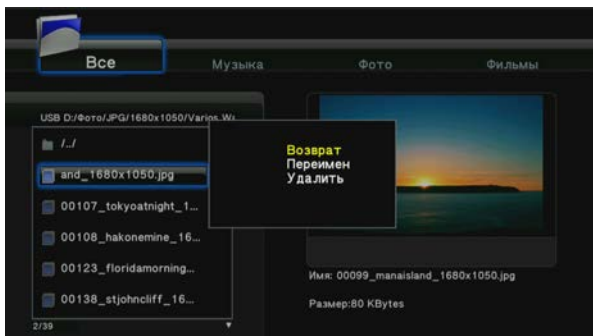 Все
Музыка
Фото
Фильмы
USB D:/Фото/JPG/1680x1050/Varios.Wa
/../
and_1680x1050.jpg
00107_tokyoatnight_1...
00108_hakonemine_16...
00123_floridamorning...
00138_stjohncliff_16...
2/39
Возврат
Переимен
Удалить
Имя: 00099_manaisland_1680x1050.jpg
Размер:80 KBytes